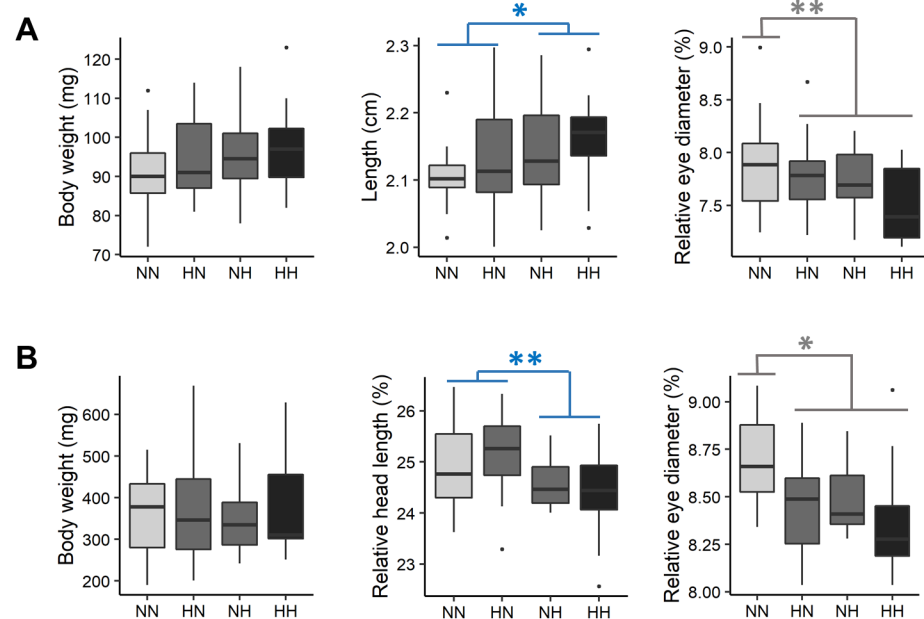 A
Body weight (mg)
120
110
100
90
80
70
NN HN NH HH
*
Length (cm)
2.3
2.2
2.1
2.0
NN HN NH HH
**
Relative eye diameter (%)
9.0
8.5
8.0
7.5
NN HN NH HH
B
Body weight (mg)
600
500
400
300
200
NN HN NH HH
**
Relative head length (%)
26
25
24
23
NN HN NH HH
*
Relative eye diameter (%)
9.00
8.75
8.50
8.25
8.00
NN HN NH HH